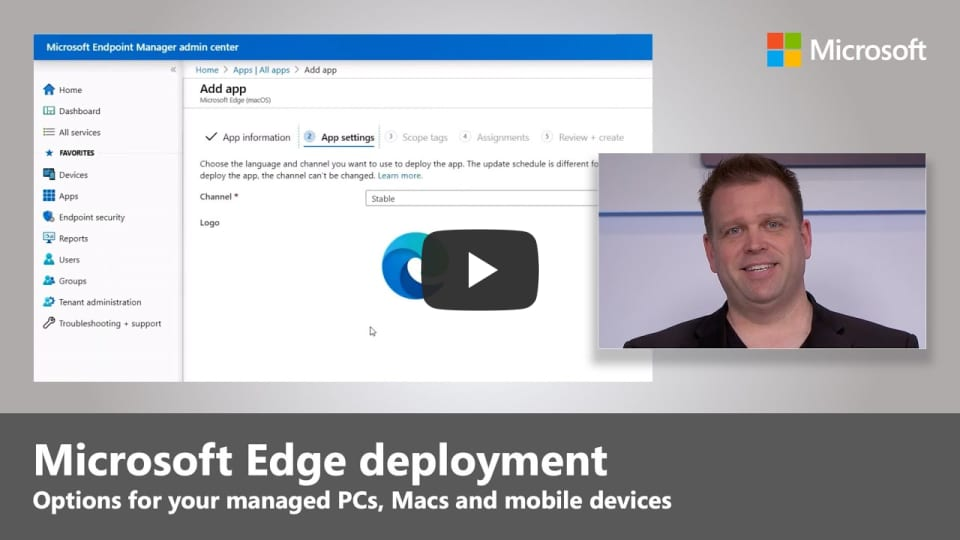 Microsoft Endpoint Manager admin center
Microsoft
«
Home > Apps | All apps > Add app
Add app
Microsoft Edge (macOS)
Home
Dashboard
All services
FAVORITES
Devices
Apps
Endpoint security
Reports
Users
Groups
Tenant administration
Troubleshooting + support
App information 2 App settings 3 Scope tags 4 Assignments 5 Review + create
Choose the language and channel you want to use to deploy the app. The update schedule is different fo
deploy the app, the channel can't be changed. Learn more.
Channel * Stable
Logo
Microsoft Edge deployment
Options for your managed PCs, Macs and mobile devices